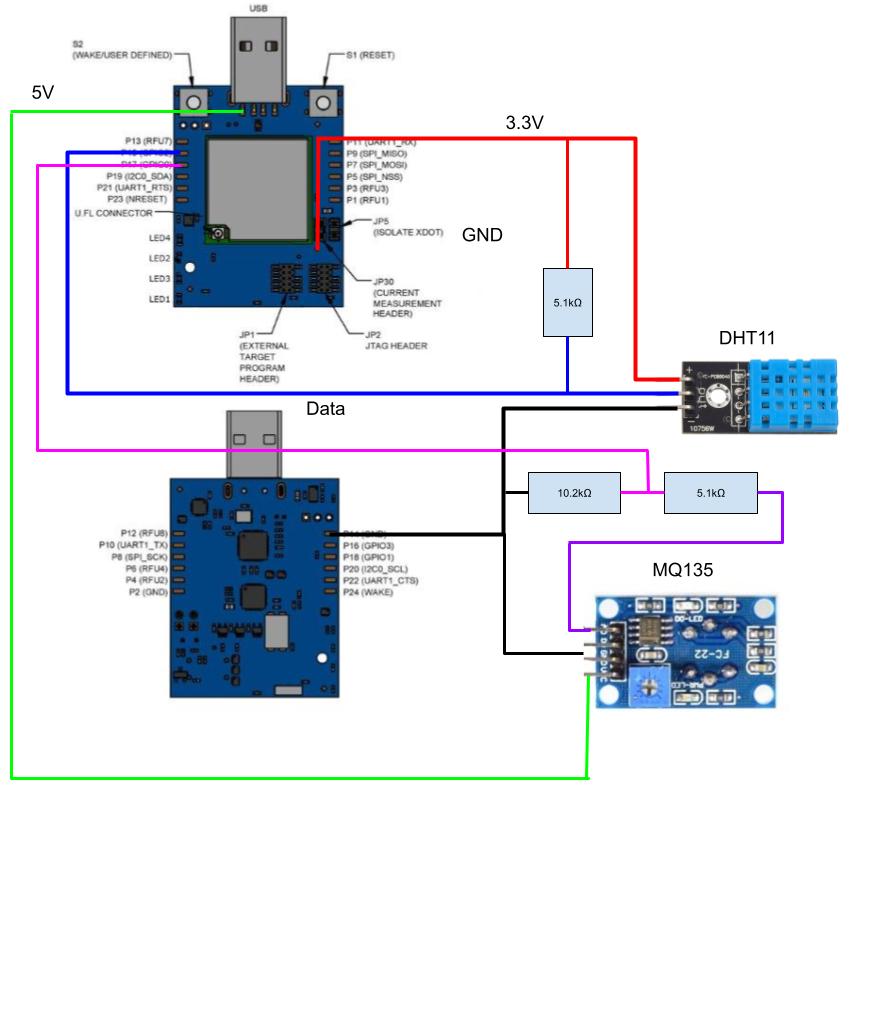 USB
S2
(WAKE/USER DEFINED)
S1 (RESET)
5V
3.3V
P13 (RFU7)
P17 (GPIO0)
P19 (I2C0_SDA)
P21 (UART1_RTS)
P23 (NRESET)
U.FL CONNECTOR
LED4
LED2
LED3
LED1
P11 (UART1_RX)
P9 (SPI_MISO)
P7 (SPI_MOSI)
P5 (SPI_NSS)
P3 (RFU3)
P1 (RFU1)
JP5
(ISOLATE XDOT)
GND
JP30
(CURRENT
MEASUREMENT
HEADER)
JP1
(EXTERNAL
TARGET
PROGRAM
HEADER)
JP2
JTAG HEADER
5.1kΩ
DHT11
10756W
Data
10.2kΩ
5.1kΩ
P12 (RFU8)
P10 (UART1_TX)
P8 (SPI_SCK)
P6 (RFU4)
P4 (RFU2)
P2 (GND)
P14 (GND)
P16 (GPIO3)
P18 (GPIO1)
P20 (I2C0_SCL)
P22 (UART1_CTS)
P24 (WAKE)
MQ135
DO-LED
FC-22
PWR-LED